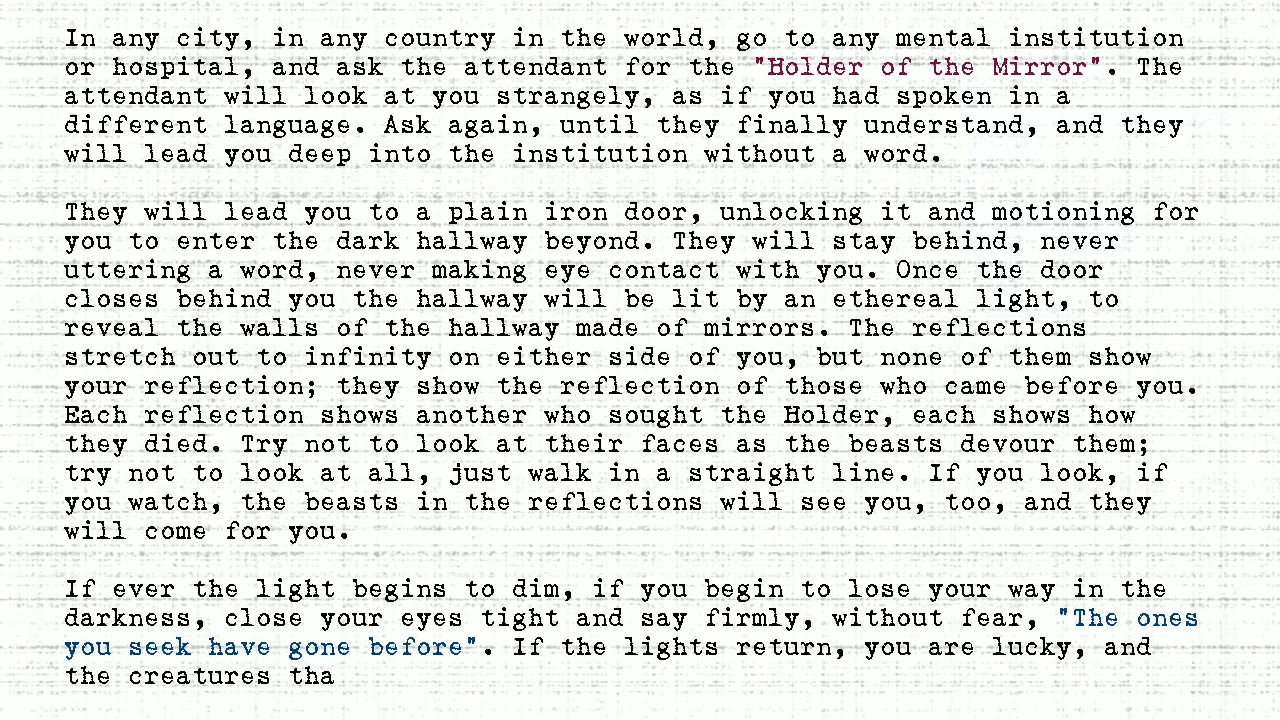 In any city, in any country in the world, go to any mental institution
or hospital, and ask the attendant for the "Holder of the Mirror". The
attendant will look at you strangely, as if you had spoken in a
different language. Ask again, until they finally understand, and they
will lead you deep into the institution without a word.
They will lead you to a plain iron door, unlocking it and motioning for
you to enter the dark hallway beyond. They will stay behind, never
uttering a word, never making eye contact with you. Once the door
closes behind you the hallway will be lit by an ethereal light, to
reveal the walls of the hallway made of mirrors. The reflections
stretch out to infinity on either side of you, but none of them show
your reflection; they show the reflection of those who came before you.
Each reflection shows another who sought the Holder, each shows how
they died. Try not to look at their faces as the beasts devour them;
try not to look at all, just walk in a straight line. If you look, if
you watch, the beasts in the reflections will see you, too, and they
will come for you.
If ever the light begins to dim, if you begin to lose your way in the
darkness, close your eyes tight and say firmly, without fear, "The ones
you seek have gone before". If the lights return, you are lucky, and
the creatures tha